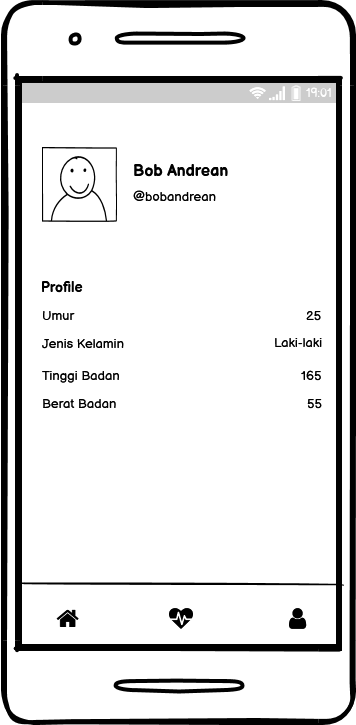 19:01
Bob Andrean
@bobandrean
Profile
Umur 25
Jenis Kelamin Laki-laki
Tinggi Badan 165
Berat Badan 55